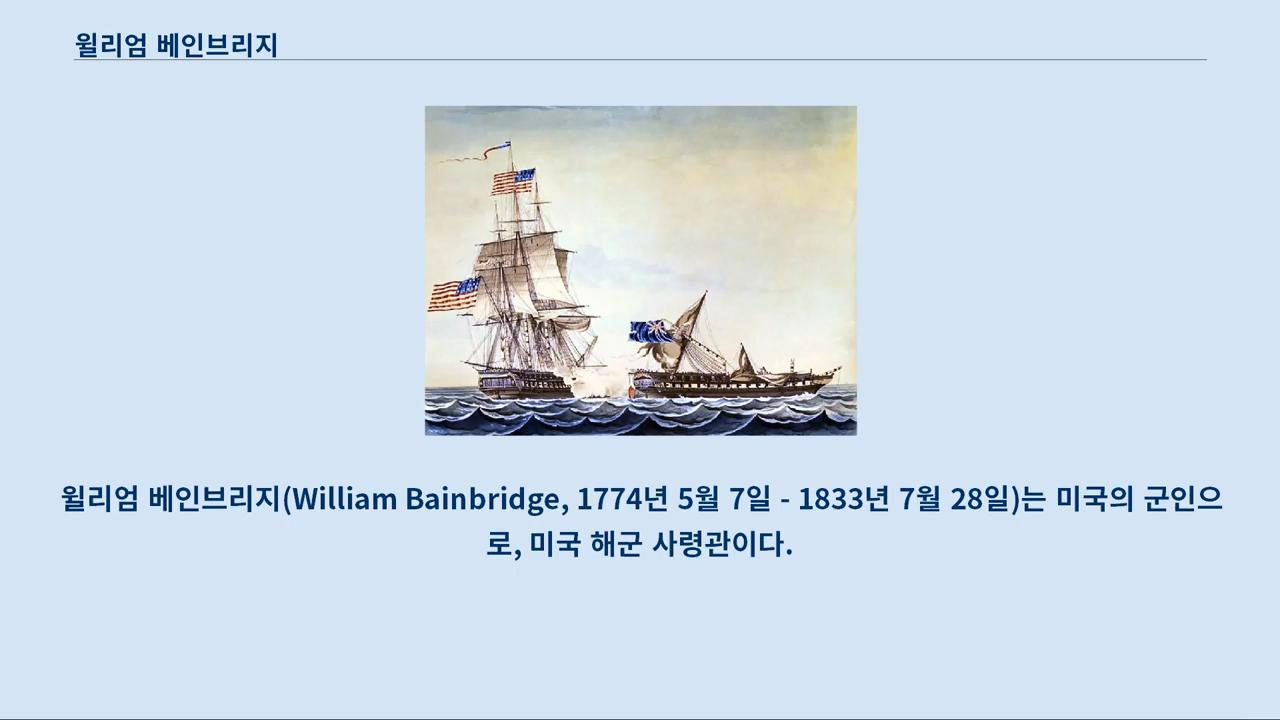 윌리엄 베인브리지
윌리엄 베인브리지(William Bainbridge, 1774년 5월 7일 - 1833년 7월 28일)는 미국의 군인으
로, 미국 해군 사령관이다.